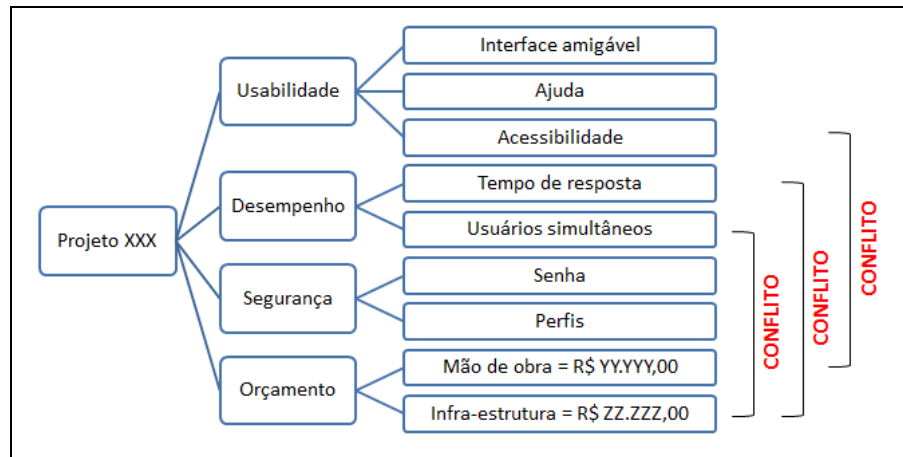 Projeto XXX
Usabilidade
Interface amigável
Ajuda
Acessibilidade
Desempenho
Tempo de resposta
Usuários simultâneos
Segurança
Senha
Perfis
Orçamento
Mão de obra = R$ YY.YYY,00
Infra-estrutura = R$ ZZ.ZZZ,00
CONFLITO
CONFLITO
CONFLITO